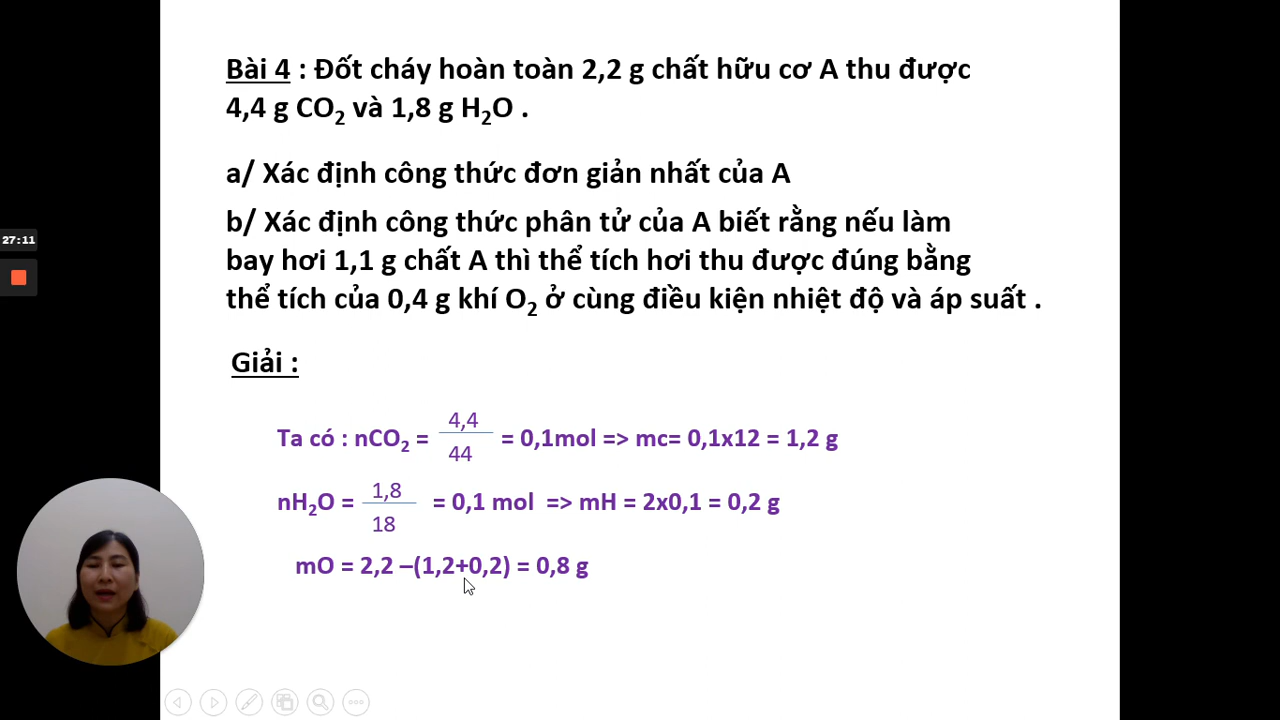 Bài 4 : Đốt cháy hoàn toàn 2,2 g chất hữu cơ A thu được
4,4 g CO₂ và 1,8 g H₂O .
a/ Xác định công thức đơn giản nhất của A
b/ Xác định công thức phân tử của A biết rằng nếu làm
bay hơi 1,1 g chất A thì thể tích hơi thu được đúng bằng
thể tích của 0,4 g khí O₂ ở cùng điều kiện nhiệt độ và áp suất .
27:11
Giải :
Ta có : nCO₂ = 4,4/44 = 0,1mol => mc= 0,1x12 = 1,2 g
nH₂O = 1,8/18 = 0,1 mol => mH = 2x0,1 = 0,2 g
mO = 2,2 –(1,2+0,2) = 0,8 g